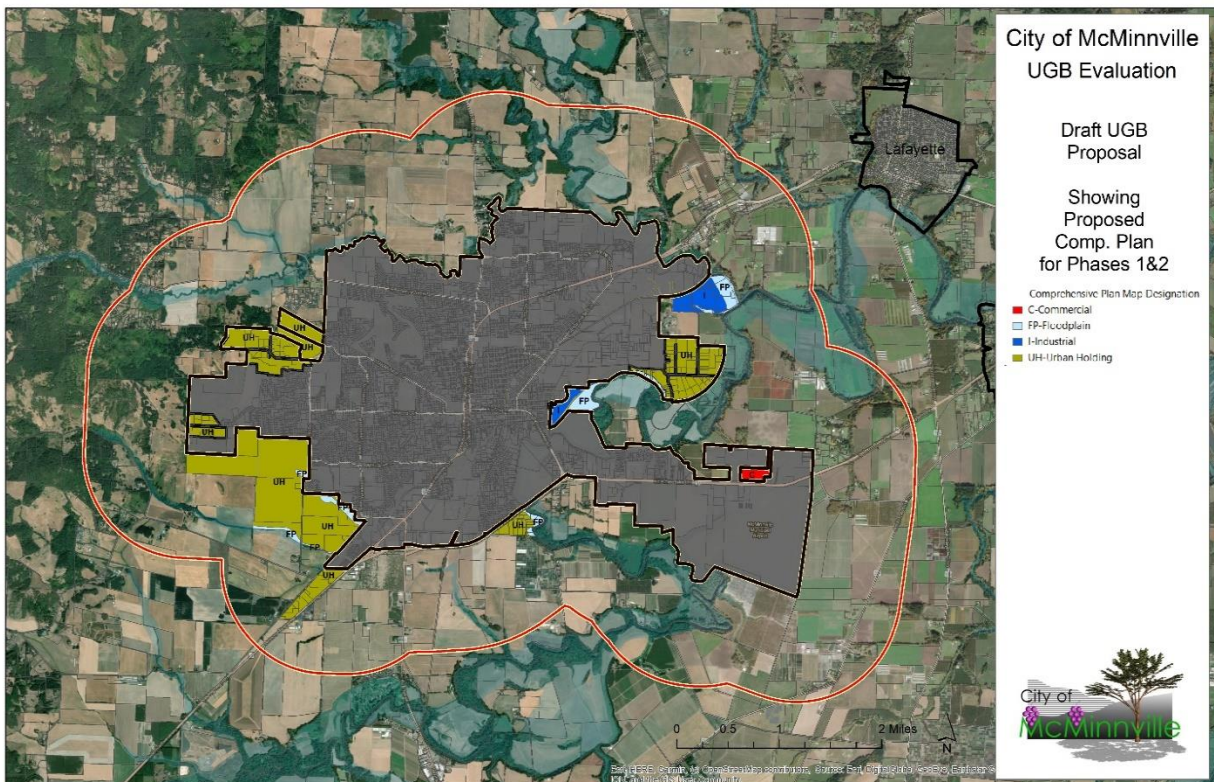 City of McMinnville
UGB Evaluation
Draft UGB
Proposal
Showing
Proposed
Comp. Plan
for Phases 1&2
Comprehensive Plan Map Designation
C-Commercial
FP-Floodplain
I-Industrial
UH-Urban Holding
Lafayette
FP
I
UH
UH
UH
UH
FP
UH
C
UH
FP
UH
FP
UH
FP
UH
FP
FP
UH
0 0.5 2 Miles
N
City of
McMinnville